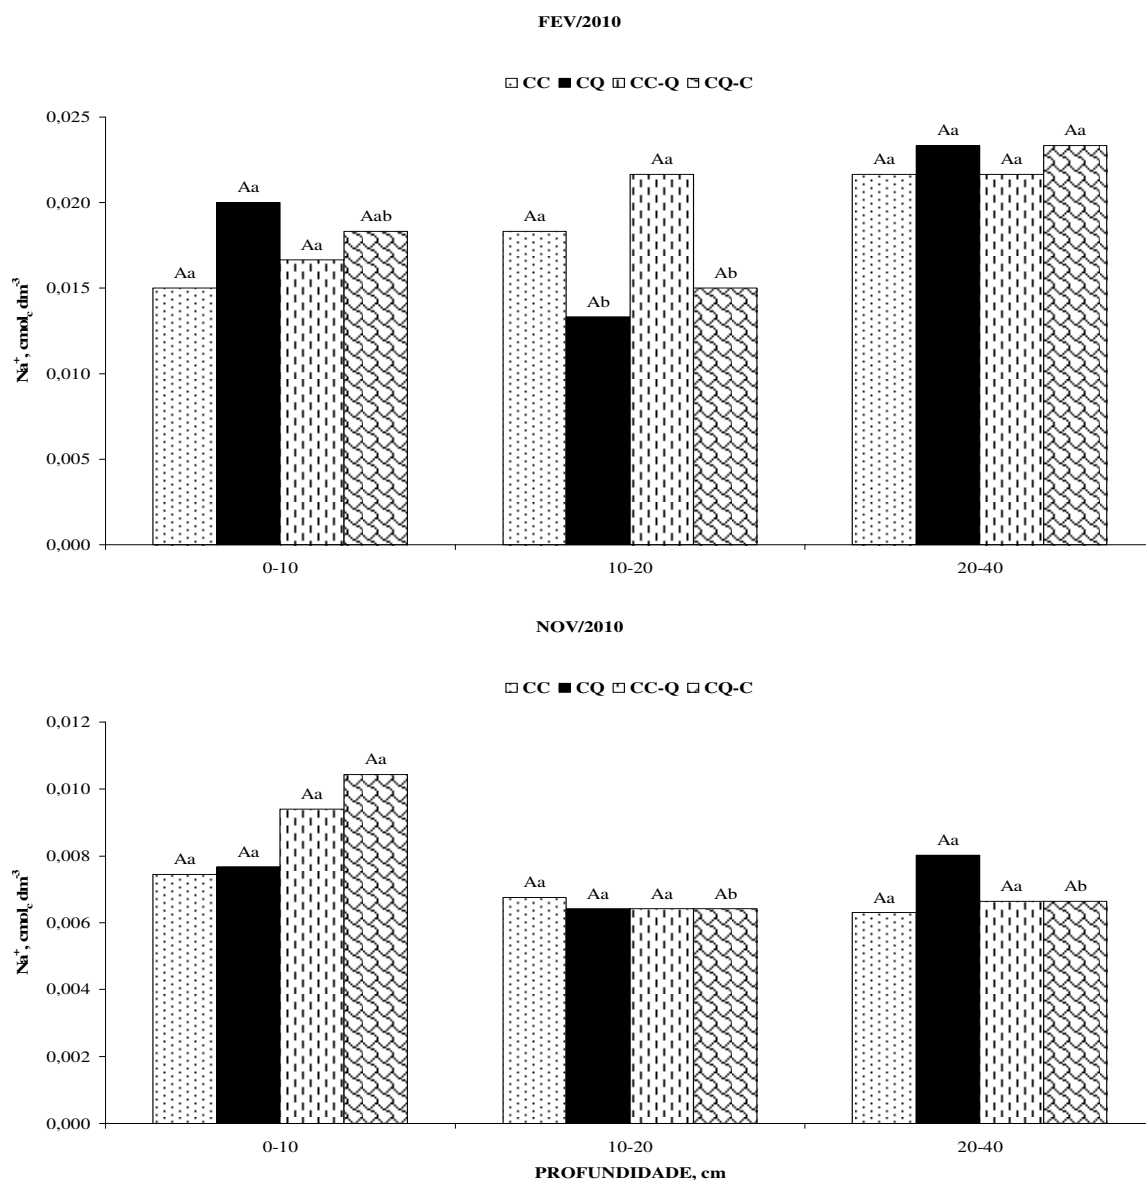 FEV/2010
CC CQ CC-Q CQ-C
0,025
0,020
0,015
0,010
0,005
0,000
Na⁺, cmol_c dm⁻³
Aa Aa Aa Aab
Aa Ab Aa Ab
Aa Aa Aa Aa
0-10 10-20 20-40
NOV/2010
CC CQ CC-Q CQ-C
0,012
0,010
0,008
0,006
0,004
0,002
0,000
Na⁺, cmol_c dm⁻³
Aa Aa Aa Aa
Aa Aa Aa Ab
Aa Aa Aa Ab
0-10 10-20 20-40
PROFUNDIDADE, cm